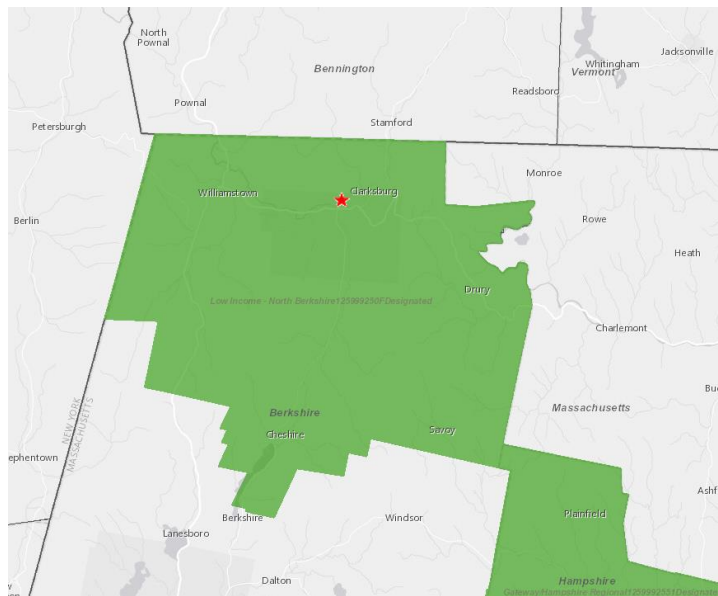 North
Pownal
Jacksonville
Bennington
Whitingham
Vermont
Readsboro
Pownal
Stamford
Petersburgh
Monroe
Williamstown
Clarksburg
Rowe
Berlin
Heath
Drury
Low Income - North Berkshire125999250FDesignated
Charlemont
NEW YORK
MASSACHUSETTS
Massachusetts
Berkshire
Cheshire
Savoy
ephentown
Plainfield
Berkshire
Windsor
Lanesboro
Dalton
Hampshire